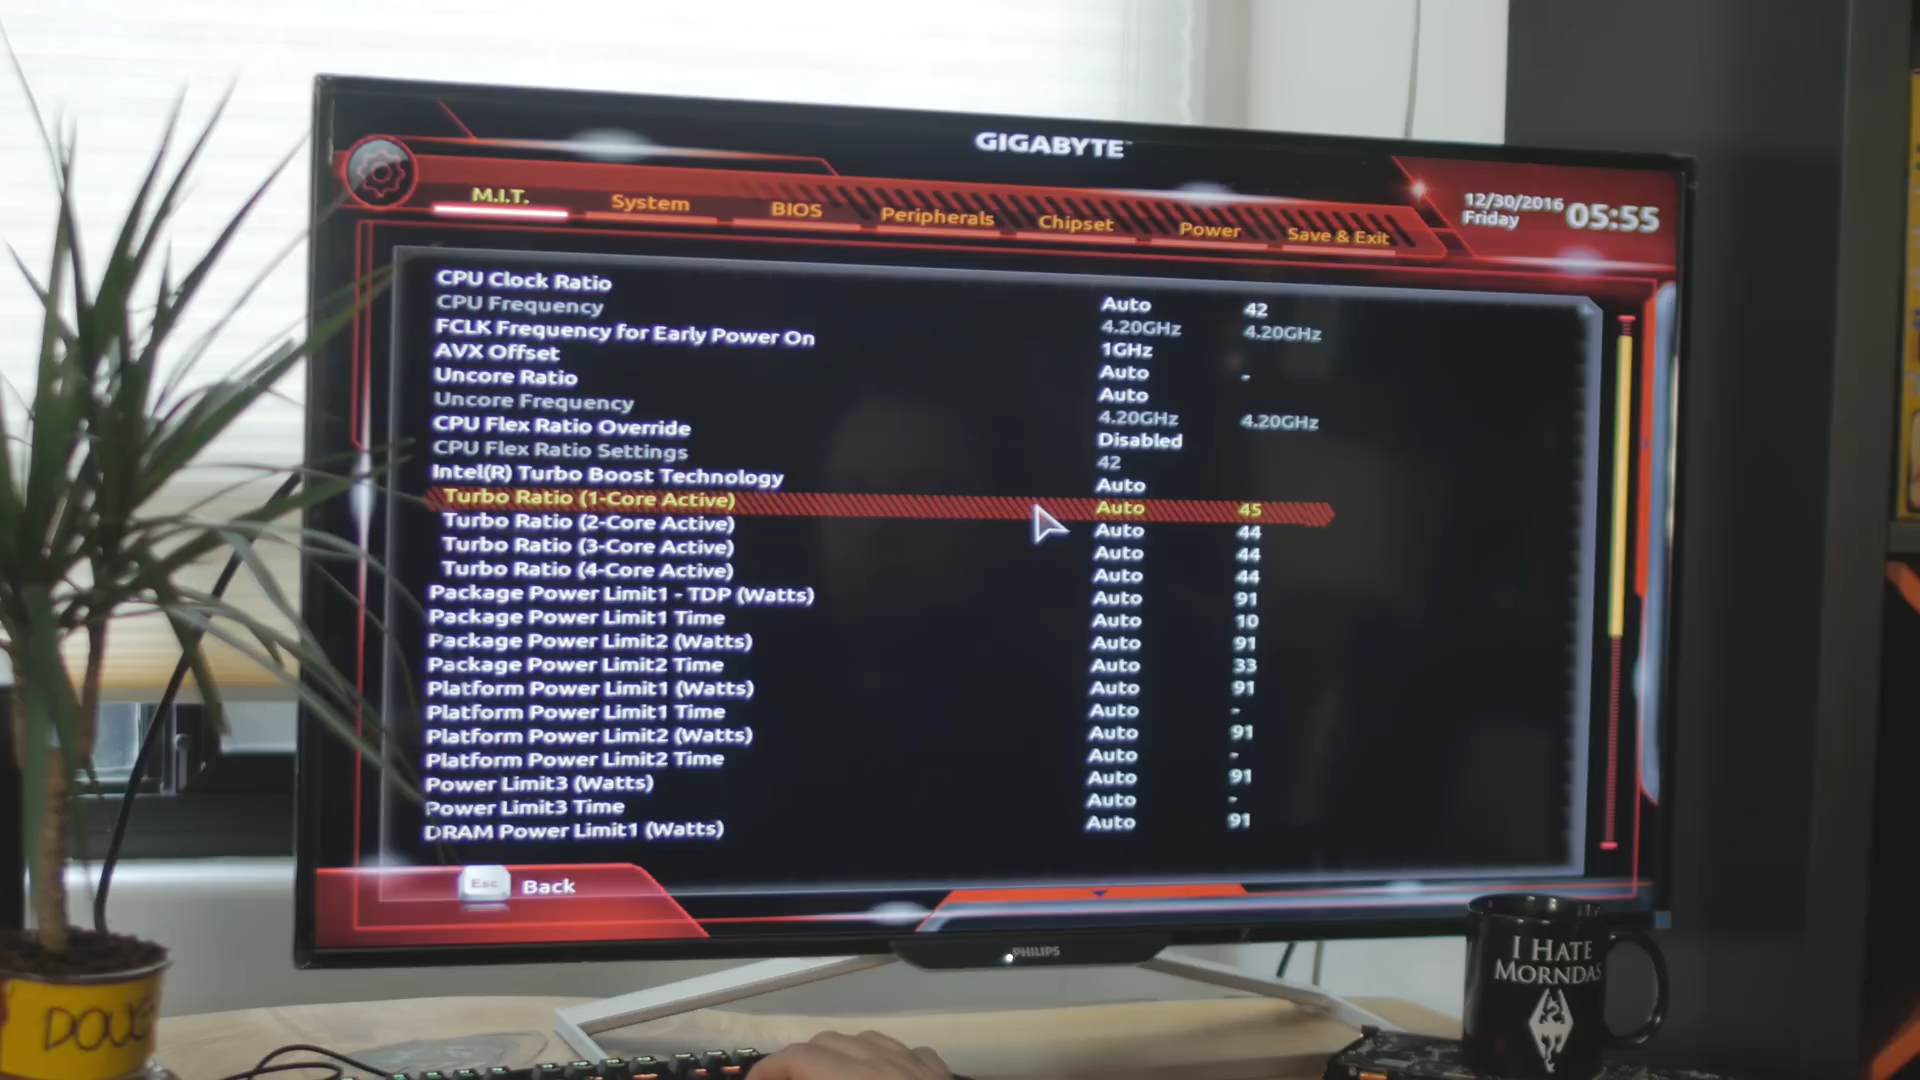 GIGABYTE™
M.I.T. System BIOS Peripherals Chipset Power Save & Exit
12/30/2016
Friday
05:55
CPU Clock Ratio Auto 42
CPU Frequency 4.20GHz 4.20GHz
FCLK Frequency for Early Power On 1GHz
AVX Offset Auto -
Uncore Ratio Auto
Uncore Frequency 4.20GHz 4.20GHz
CPU Flex Ratio Override Disabled
CPU Flex Ratio Settings 42
Intel(R) Turbo Boost Technology Auto
Turbo Ratio (1-Core Active) Auto 45
Turbo Ratio (2-Core Active) Auto 44
Turbo Ratio (3-Core Active) Auto 44
Turbo Ratio (4-Core Active) Auto 44
Package Power Limit1 - TDP (Watts) Auto 91
Package Power Limit1 Time Auto 10
Package Power Limit2 (Watts) Auto 91
Package Power Limit2 Time Auto 33
Platform Power Limit1 (Watts) Auto 91
Platform Power Limit1 Time Auto -
Platform Power Limit2 (Watts) Auto 91
Platform Power Limit2 Time Auto -
Power Limit3 (Watts) Auto 91
Power Limit3 Time Auto -
DRAM Power Limit1 (Watts) Auto 91
Esc Back
PHILIPS
I HATE
MORNDAS
DOUG